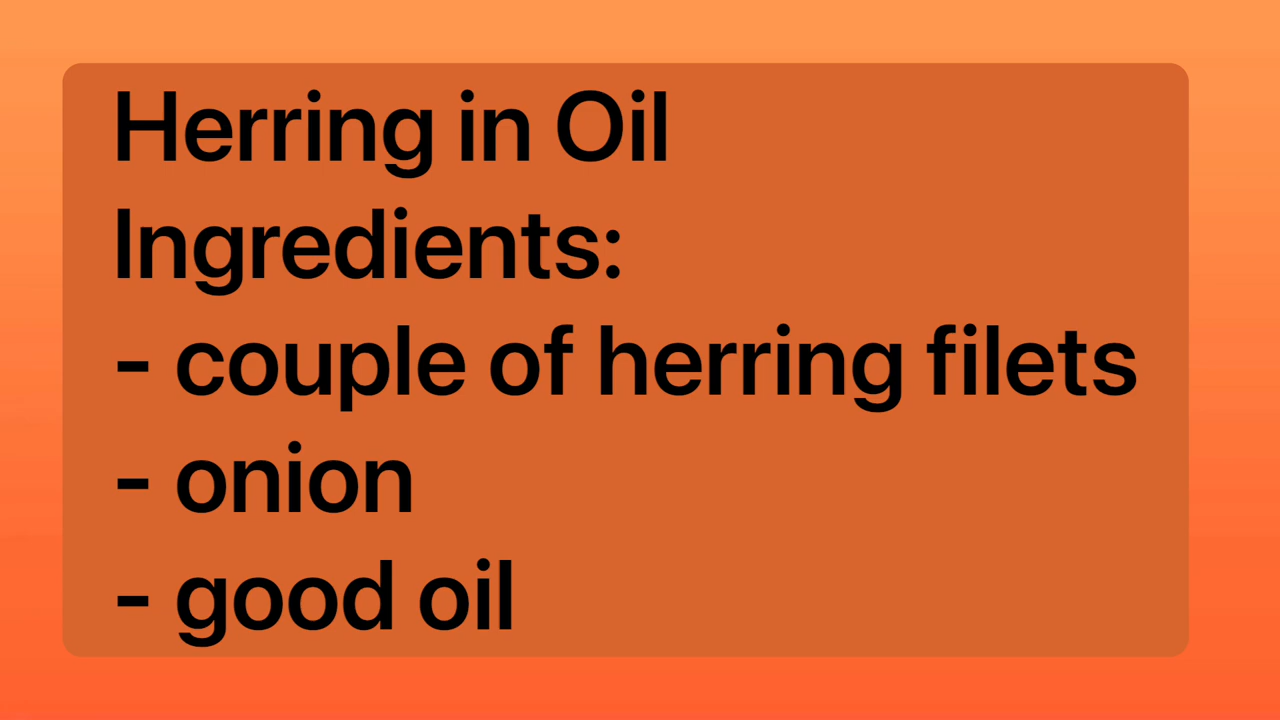 Herring in Oil
Ingredients:
- couple of herring filets
- onion
- good oil